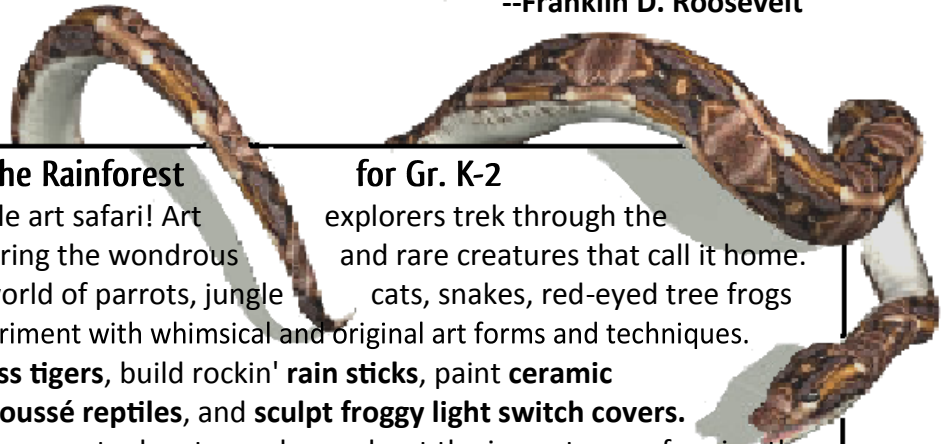 --Franklin D. Roosevelt
he Rainforest for Gr. K-2
le art safari! Art explorers trek through the
ring the wondrous and rare creatures that call it home.
vorld of parrots, jungle cats, snakes, red-eyed tree frogs
riment with whimsical and original art forms and techniques.
ss tigers, build rockin' rain sticks, paint ceramic
oussé reptiles, and sculpt froggy light switch covers.